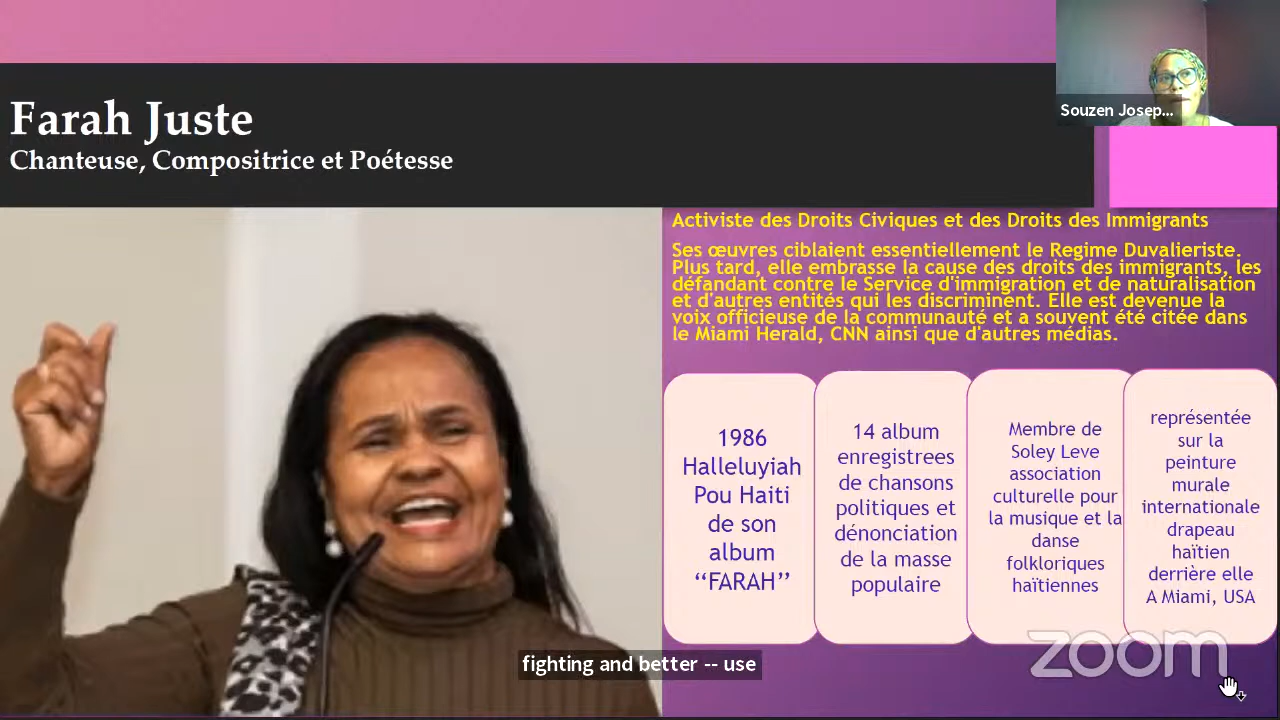 Farah Juste
Chanteuse, Compositrice et Poétesse
Souzen Josep...
Activiste des Droits Civiques et des Droits des Immigrants
Ses œuvres ciblaient essentiellement le Regime Duvalieriste.
Plus tard, elle embrasse la cause des droits des immigrants, les
défandant contre le Service d'immigration et de naturalisation
et d'autres entités qui les discriminent. Elle est devenue la
voix officieuse de la communauté et a souvent été citée dans
le Miami Herald, CNN ainsi que d'autres médias.
1986
Halleluyiah
Pou Haiti
de son
album
‘‘FARAH’’
14 album
enregistrees
de chansons
politiques et
dénonciation
de la masse
populaire
Membre de
Soley Leve
association
culturelle pour
la musique et la
danse
folkloriques
haïtiennes
représentée
sur la
peinture
murale
internationale
drapeau
haïtien
derrière elle
A Miami, USA
zoom
fighting and better -- use